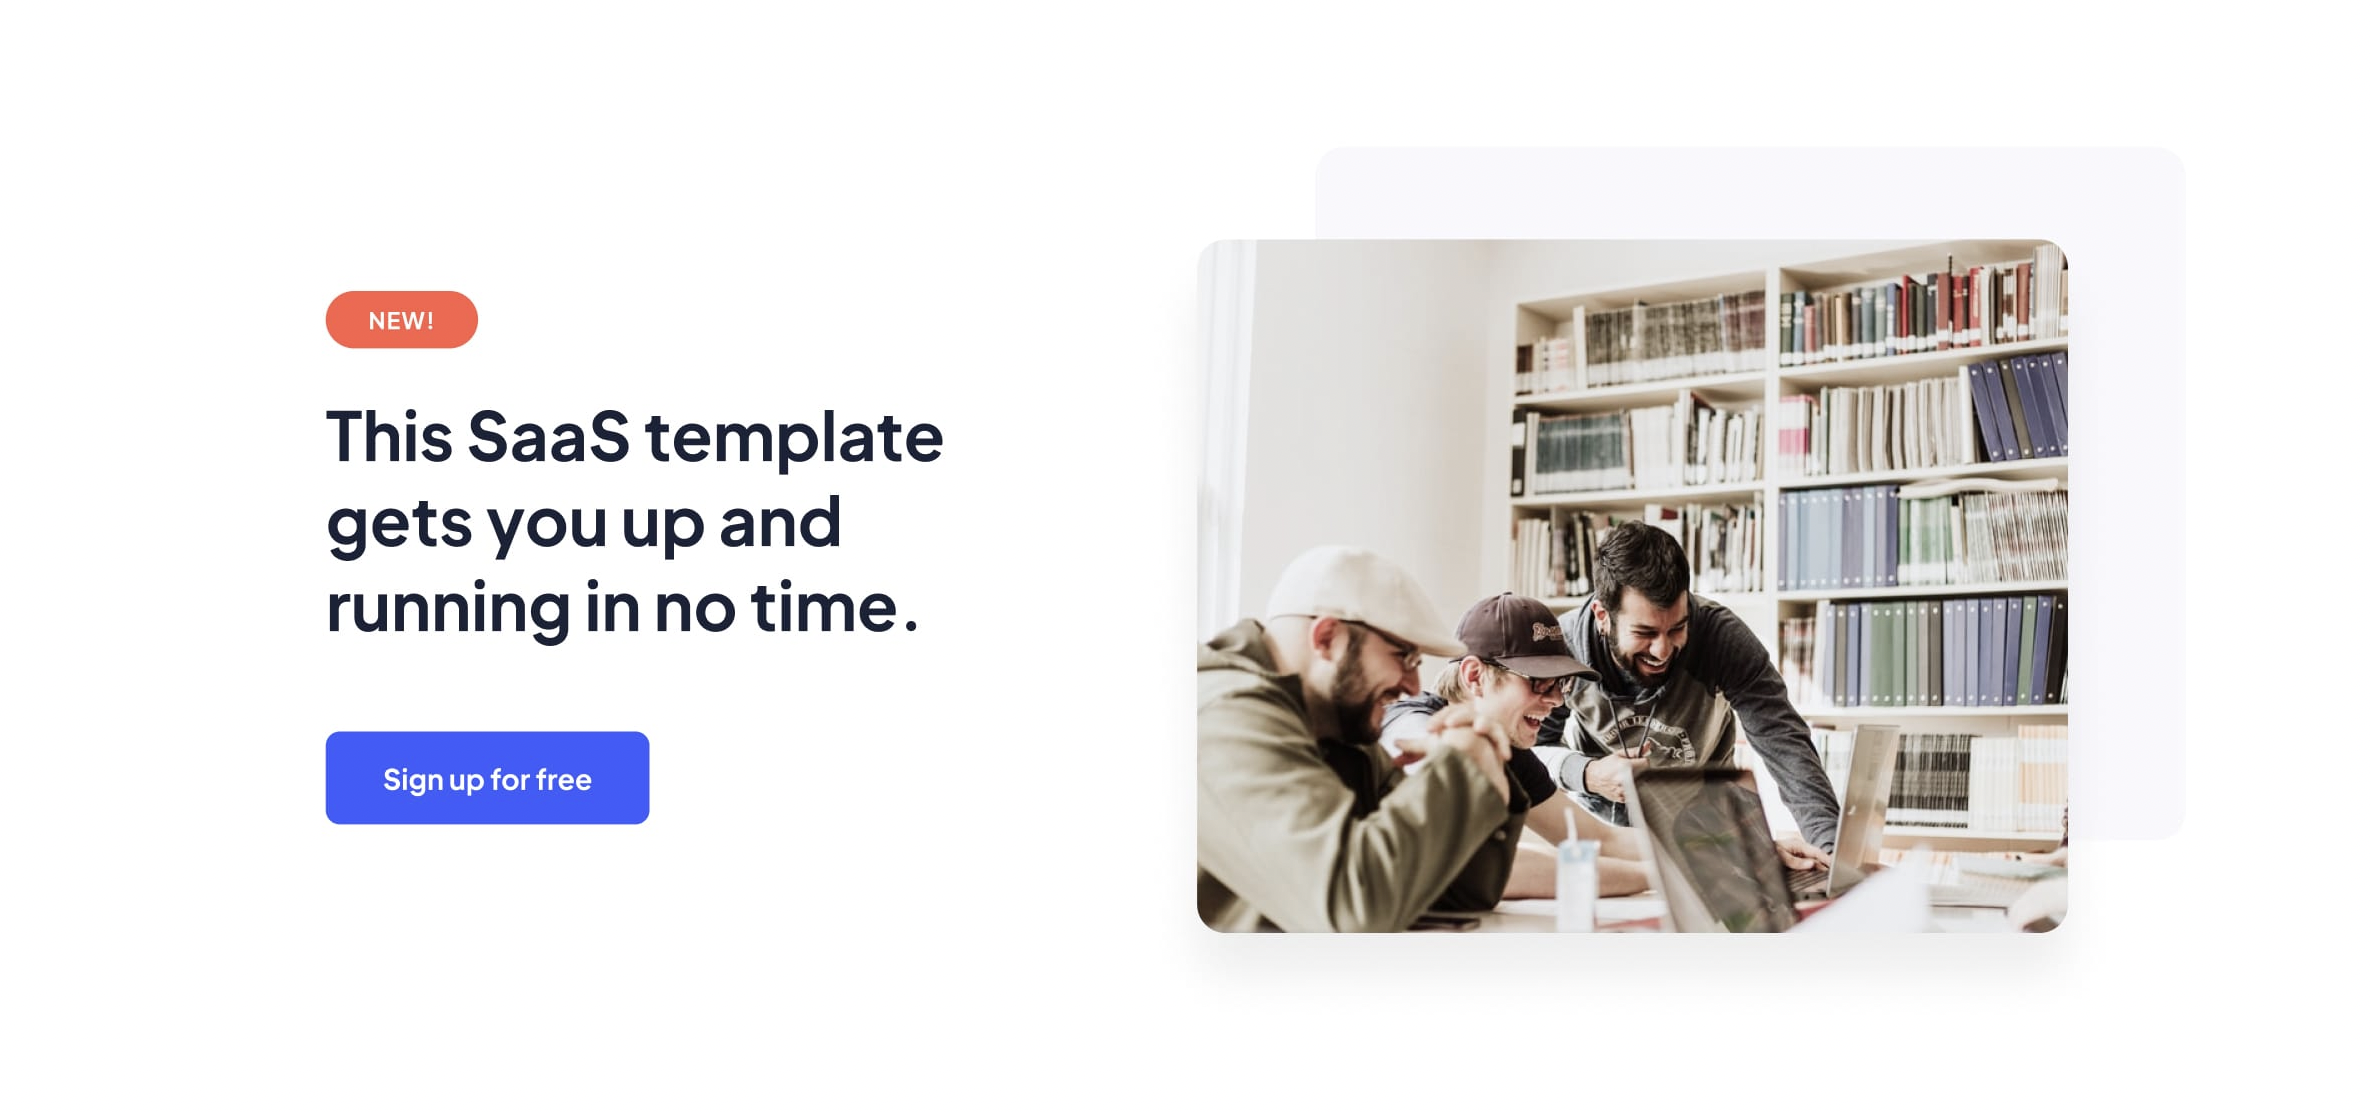 NEW!
This SaaS template
gets you up and
running in no time.
Sign up for free